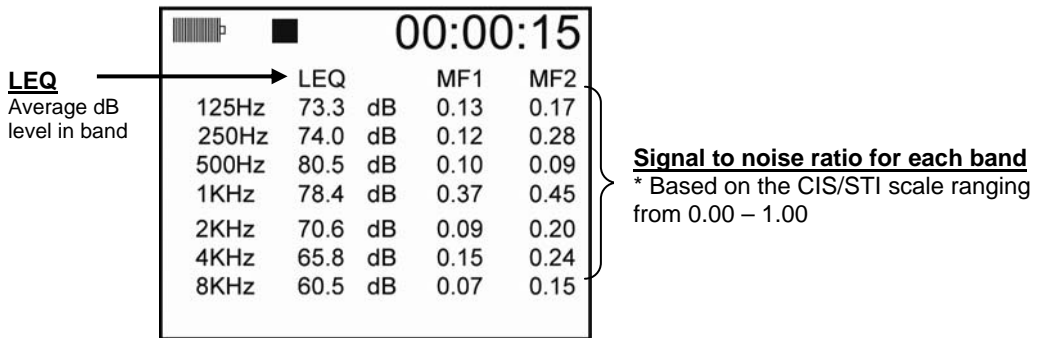 00:00:15
LEQ
Average dB
level in band
LEQ MF1 MF2
125Hz 73.3 dB 0.13 0.17
250Hz 74.0 dB 0.12 0.28
500Hz 80.5 dB 0.10 0.09
1KHz 78.4 dB 0.37 0.45
2KHz 70.6 dB 0.09 0.20
4KHz 65.8 dB 0.15 0.24
8KHz 60.5 dB 0.07 0.15
Signal to noise ratio for each band
* Based on the CIS/STI scale ranging
from 0.00 – 1.00